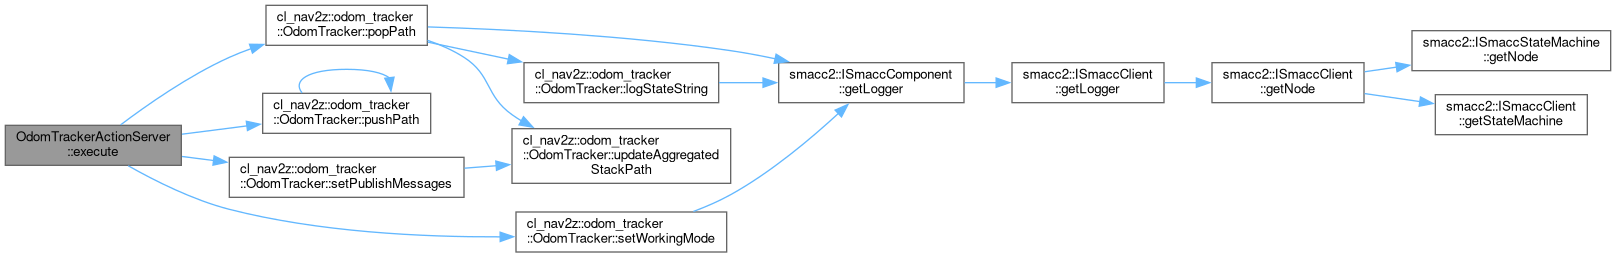 OdomTrackerActionServer
::execute
cl_nav2z::odom_tracker
::OdomTracker::popPath
cl_nav2z::odom_tracker
::OdomTracker::pushPath
cl_nav2z::odom_tracker
::OdomTracker::setPublishMessages
cl_nav2z::odom_tracker
::OdomTracker::logStateString
cl_nav2z::odom_tracker
::OdomTracker::updateAggregated
StackPath
cl_nav2z::odom_tracker
::OdomTracker::setWorkingMode
smacc2::ISmaccComponent
::getLogger
smacc2::ISmaccClient
::getLogger
smacc2::ISmaccClient
::getNode
smacc2::ISmaccStateMachine
::getNode
smacc2::ISmaccClient
::getStateMachine